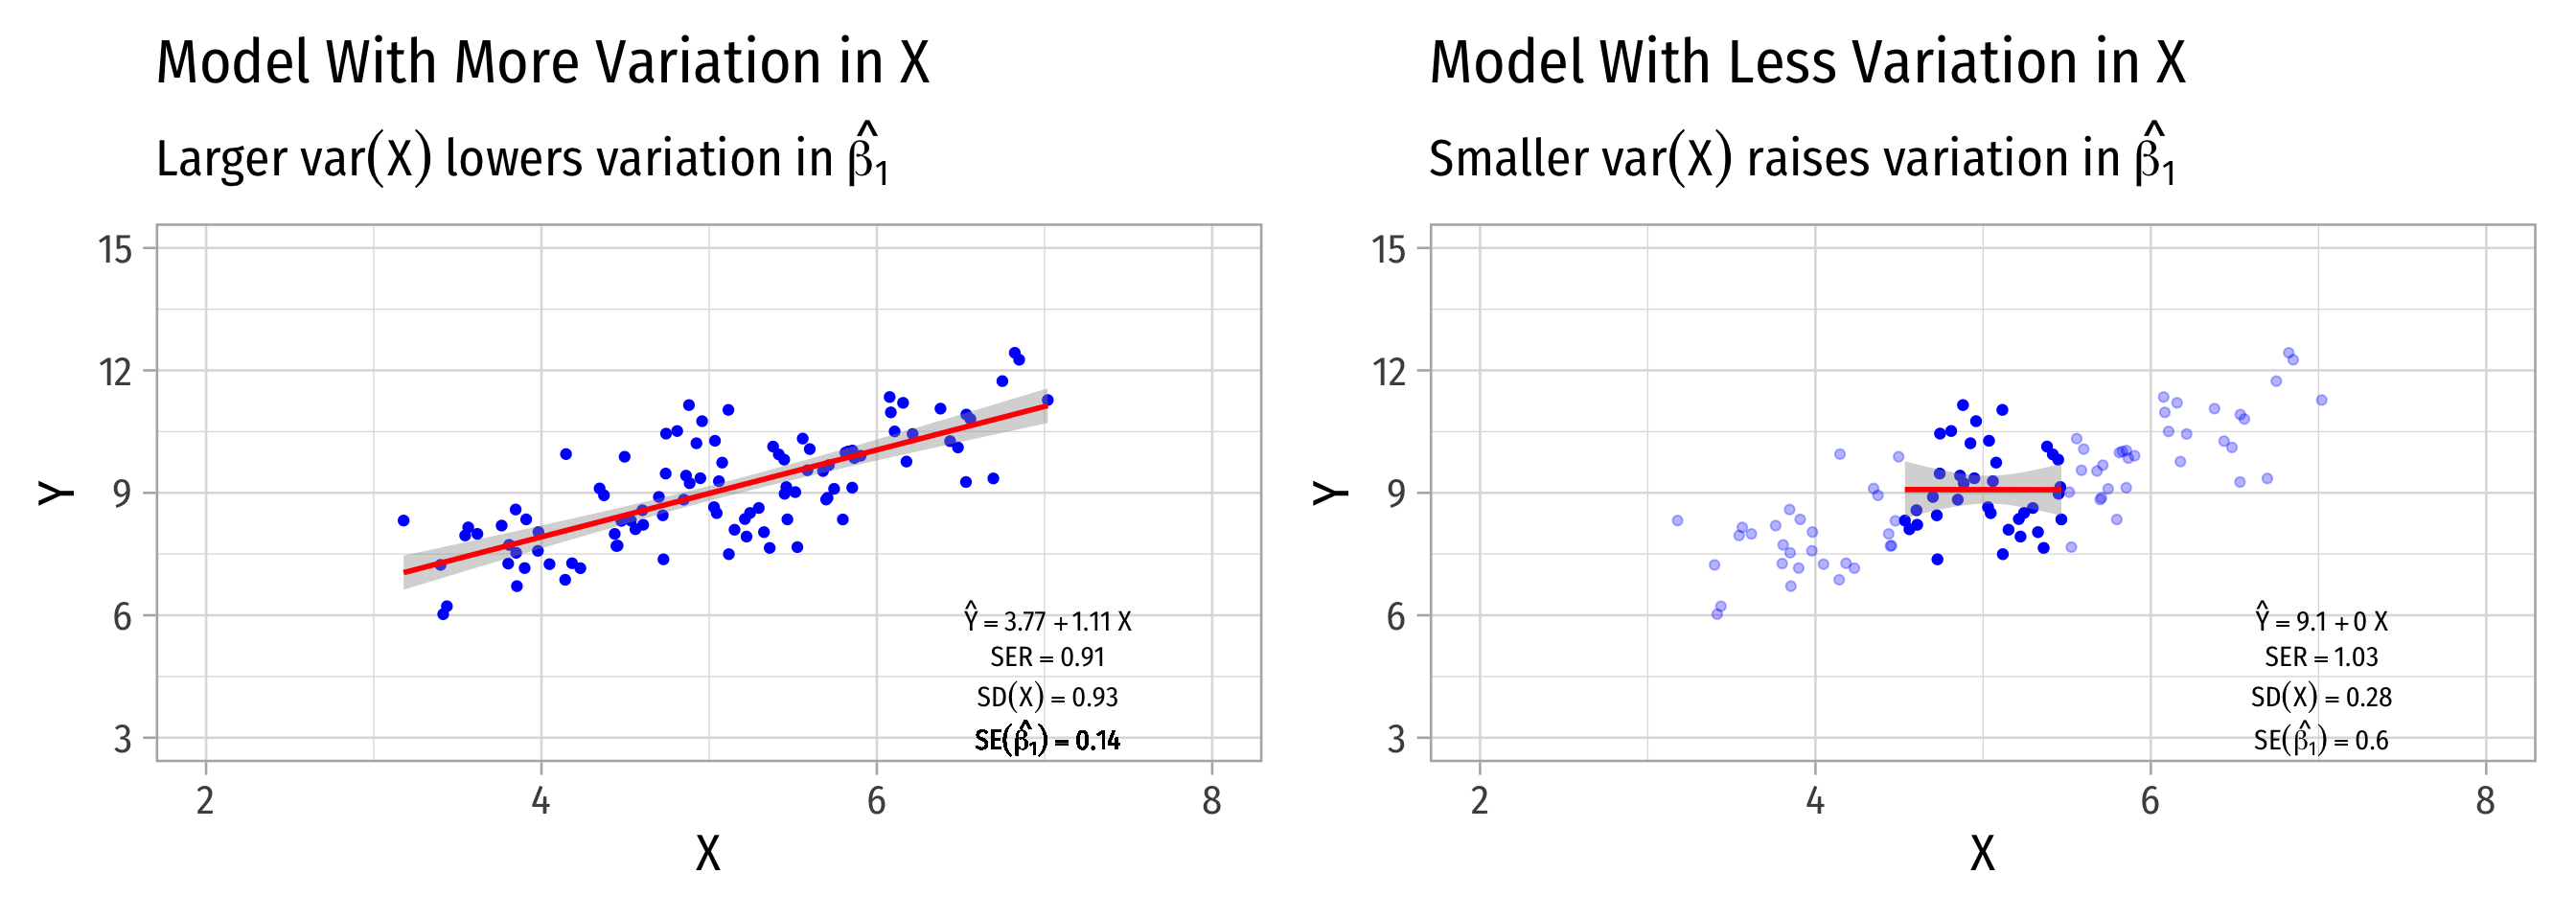 Model With More Variation in X
Larger var(X) lowers variation in β̂₁
15
12
9
6
3
Y
Ŷ = 3.77 + 1.11 X
SER = 0.91
SD(X) = 0.93
SE(β̂₁) = 0.14
2 4 6 8
X
Model With Less Variation in X
Smaller var(X) raises variation in β̂₁
15
12
9
6
3
Y
Ŷ = 9.1 + 0 X
SER = 1.03
SD(X) = 0.28
SE(β̂₁) = 0.6
2 4 6 8
X